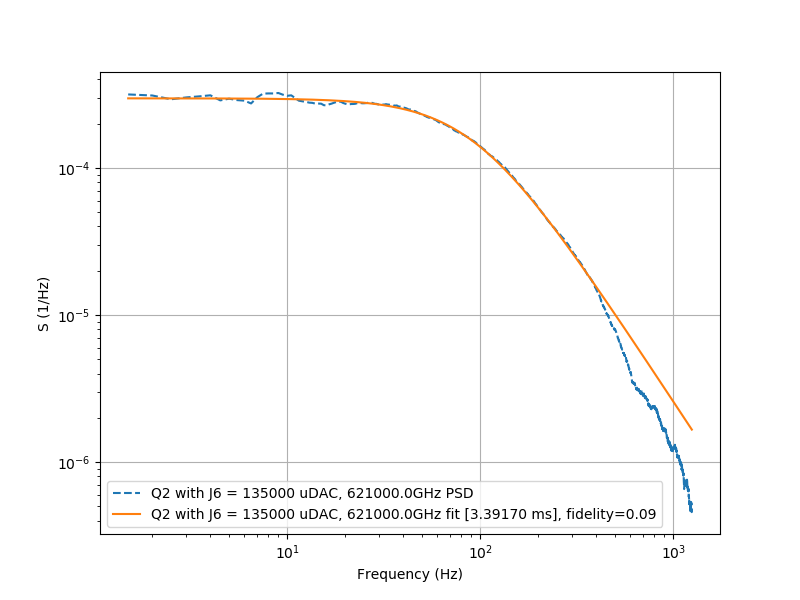 10⁻⁴
10⁻⁵
10⁻⁶
S (1/Hz)
Q2 with J6 = 135000 uDAC, 621000.0GHz PSD
Q2 with J6 = 135000 uDAC, 621000.0GHz fit [3.39170 ms], fidelity=0.09
10¹ 10² 10³
Frequency (Hz)